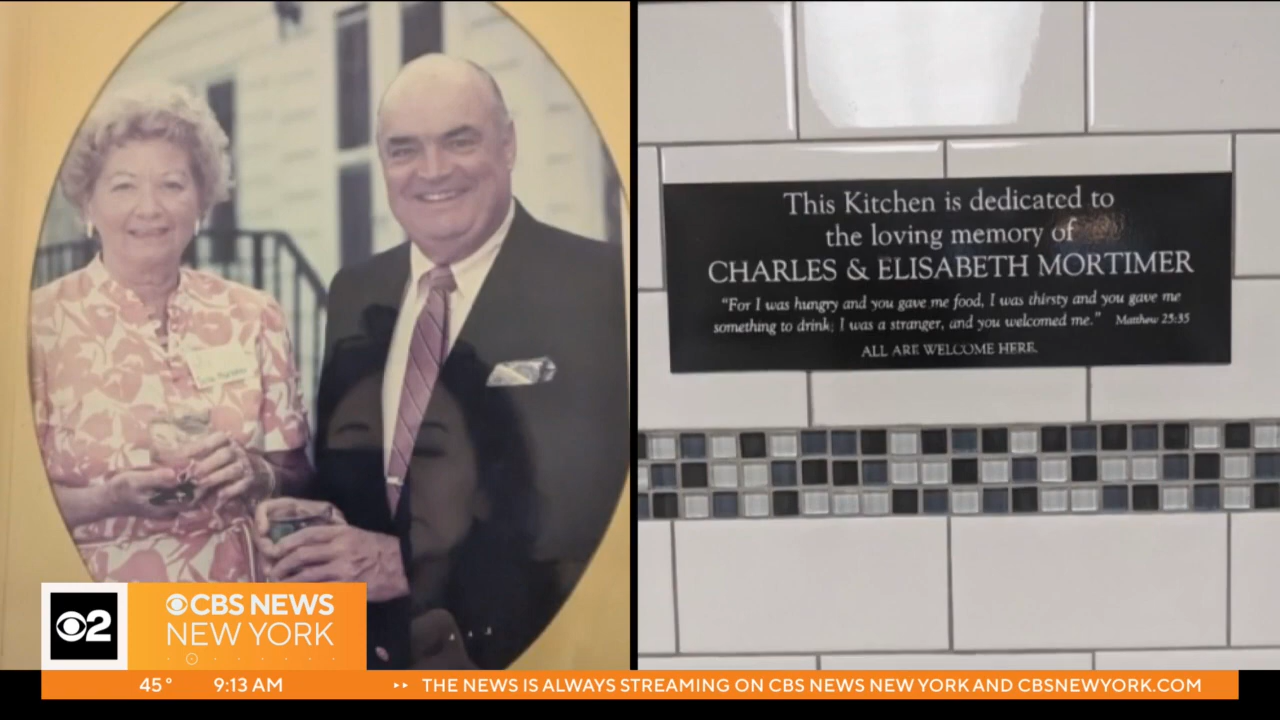 This Kitchen is dedicated to
the loving memory of
CHARLES & ELISABETH MORTIMER
"For I was hungry and you gave me food, I was thirsty and you gave me
something to drink; I was a stranger, and you welcomed me." Matthew 25:35
ALL ARE WELCOME HERE.
2
CBS NEWS
NEW YORK
45° 9:13 AM THE NEWS IS ALWAYS STREAMING ON CBS NEWS NEW YORK AND CBSNEWYORK.COM